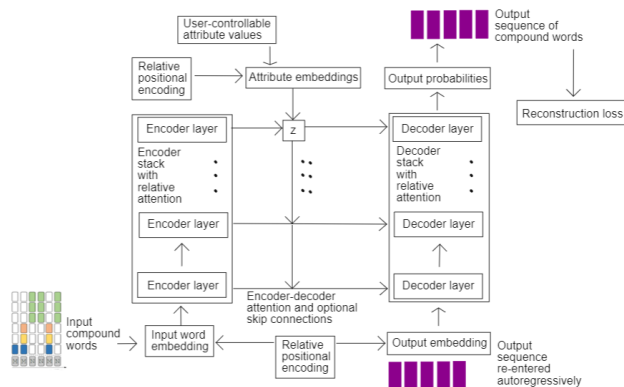 User-controllable
attribute values
Output
sequence of
compound words
Relative
positional
encoding
Attribute embeddings
Output probabilities
Reconstruction loss
Encoder layer
z
Decoder layer
Encoder
stack
with
relative
attention
Decoder
stack
with
relative
attention
Encoder layer
Decoder layer
Encoder layer
Decoder layer
Encoder-decoder
attention and optional
skip connections
Input
compound
words
Input word
embedding
Relative
positional
encoding
Output embedding
Output
sequence
re-entered
autoregressively